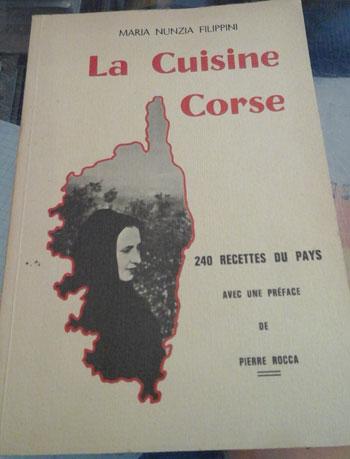 MARIA NUNZIA FILIPPINI
La Cuisine
Corse
240 RECETTES DU PAYS
AVEC UNE PRÉFACE
DE
PIERRE ROCCA